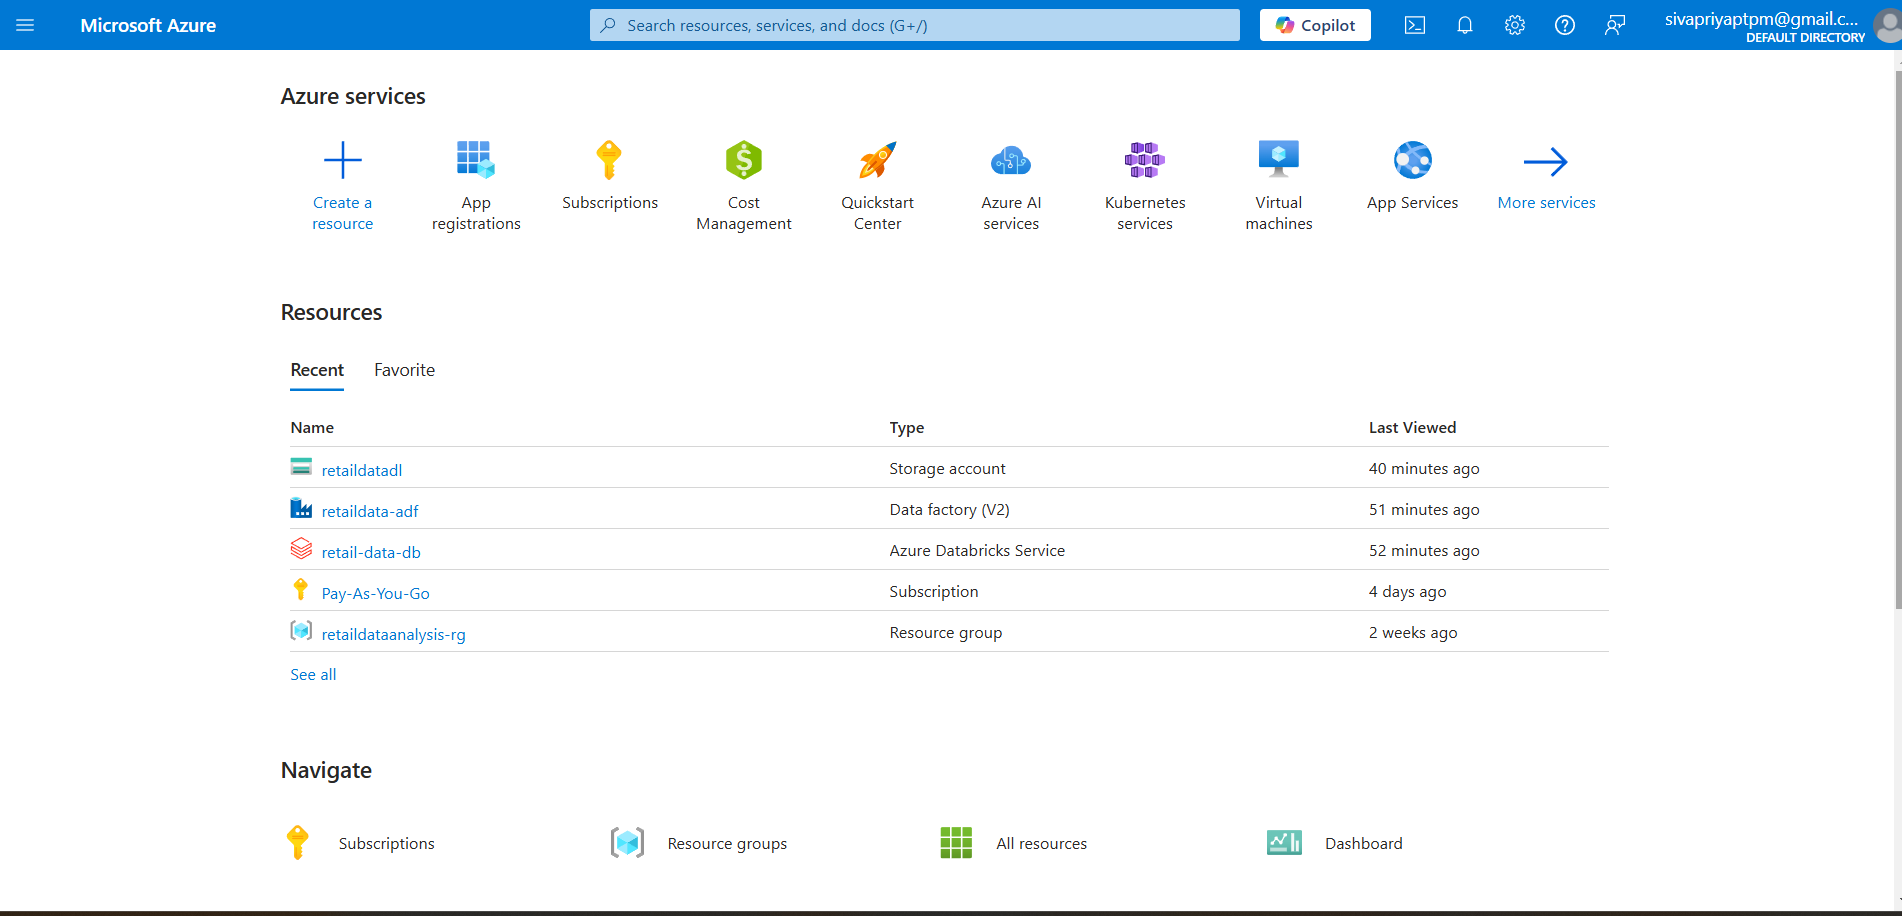 Microsoft Azure
Search resources, services, and docs (G+/)
Copilot
sivapriyaptpm@gmail.c...
DEFAULT DIRECTORY
Azure services
Create a
resource
App
registrations
Subscriptions
Cost
Management
Quickstart
Center
Azure AI
services
Kubernetes
services
Virtual
machines
App Services
More services
Resources
Recent Favorite
Name Type Last Viewed
retaildatadl Storage account 40 minutes ago
retaildata-adf Data factory (V2) 51 minutes ago
retail-data-db Azure Databricks Service 52 minutes ago
Pay-As-You-Go Subscription 4 days ago
retaildataanalysis-rg Resource group 2 weeks ago
See all
Navigate
Subscriptions Resource groups All resources Dashboard